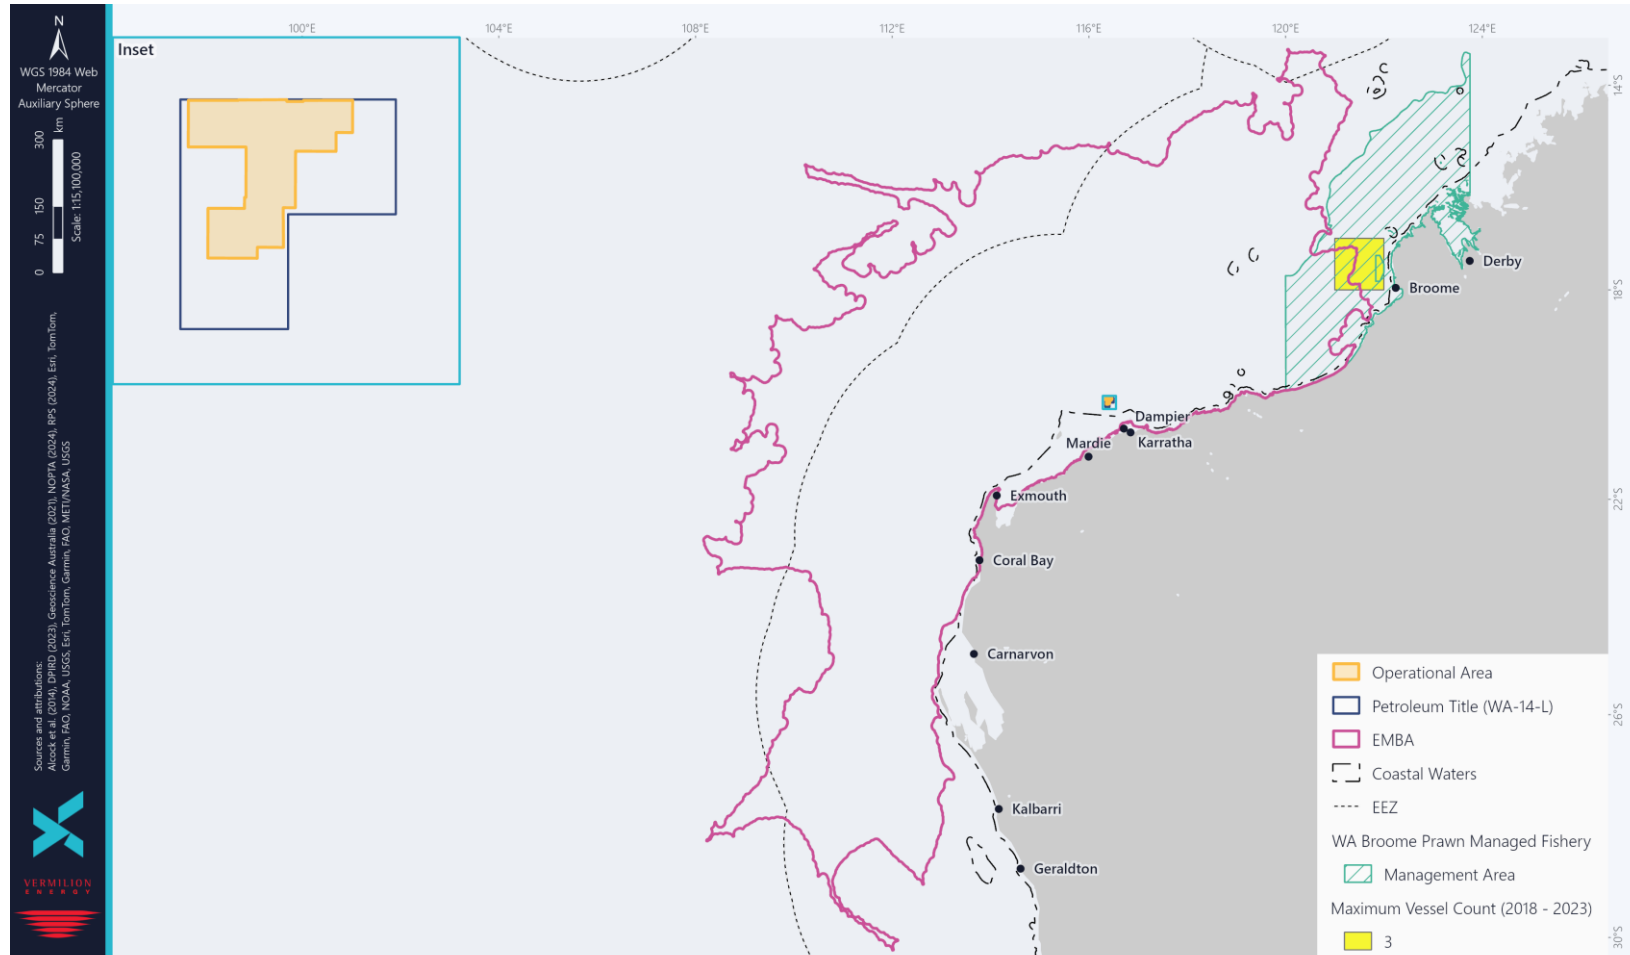 100°E
104°E
108°E
112°E
116°E
120°E
124°E
N
WGS 1984 Web
Mercator
Auxiliary Sphere
km
300
150
75
0
Scale: 1:15,100,000
Sources and attributions:
Alcock et al. (2014), DPIRD (2023), Geoscience Australia (2021), NOPTA (2024), RPS (2024), Esri, TomTom,
Garmin, FAO, NOAA, USGS, Esri, TomTom, Garmin, FAO, METI/NASA, USGS
VERMILION
ENERGY
Inset
14°S
18°S
22°S
26°S
30°S
Derby
Broome
Dampier
Mardie
Karratha
Exmouth
Coral Bay
Carnarvon
Kalbarri
Geraldton
Operational Area
Petroleum Title (WA-14-L)
EMBA
Coastal Waters
EEZ
WA Broome Prawn Managed Fishery
Management Area
Maximum Vessel Count (2018 - 2023)
3